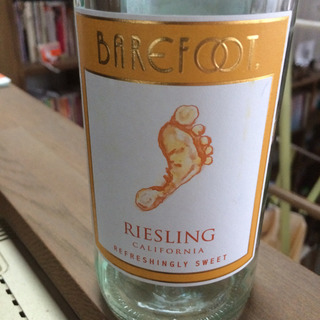 BAREFOOT
RIESLING
CALIFORNIA
REFRESHINGLY SWEET